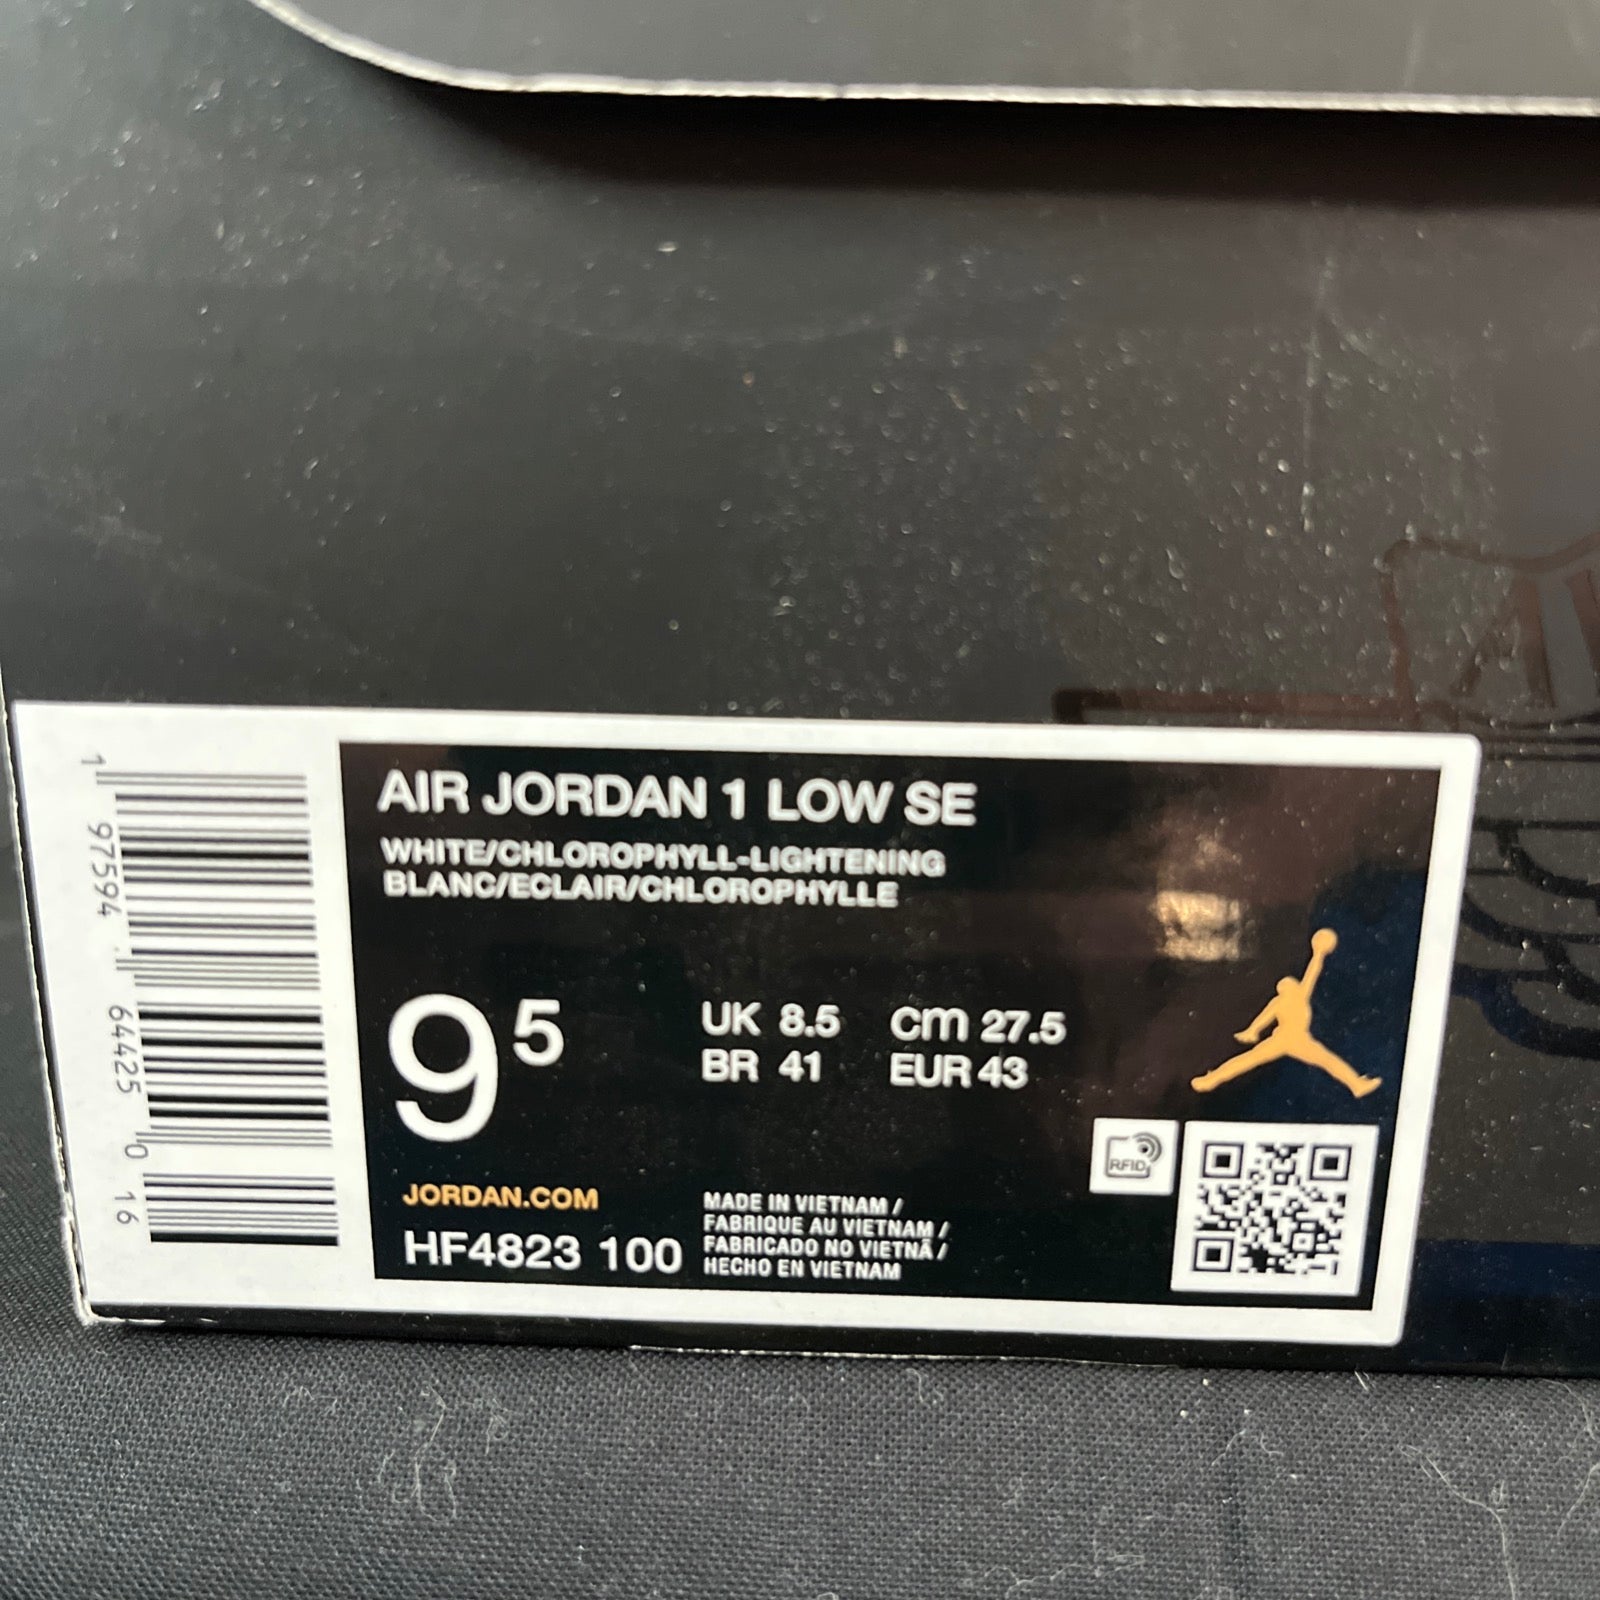 AIR JORDAN 1 LOW SE
WHITE/CHLOROPHYLL-LIGHTENING
BLANC/ECLAIR/CHLOROPHYLLE
9 5
UK 8.5 cm 27.5
BR 41 EUR 43
RFID
JORDAN.COM
HF4823 100
MADE IN VIETNAM /
FABRIQUE AU VIETNAM /
FABRICADO NO VIETNÃ /
HECHO EN VIETNAM
1 97594 64425 0 16